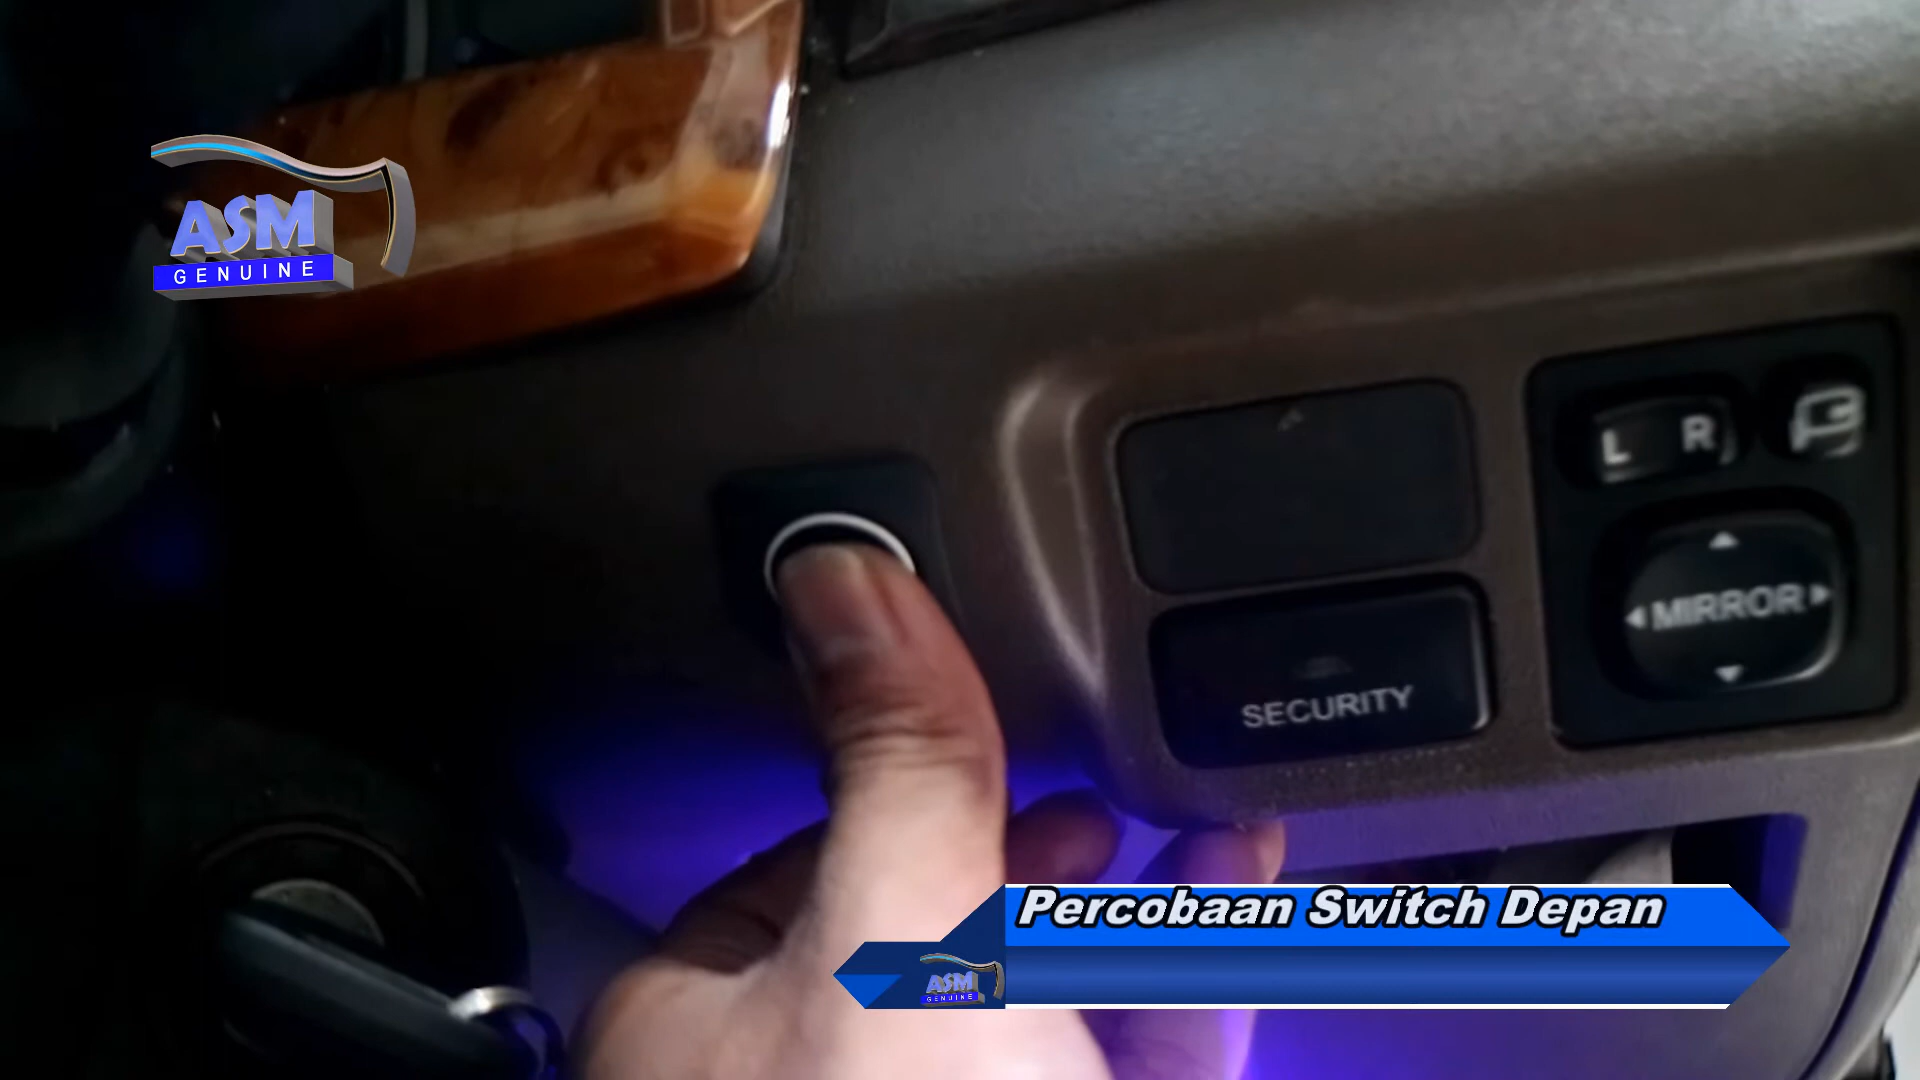 ASM
GENUINE
L R
MIRROR
SECURITY
Percobaan Switch Depan
ASM
GENUINE